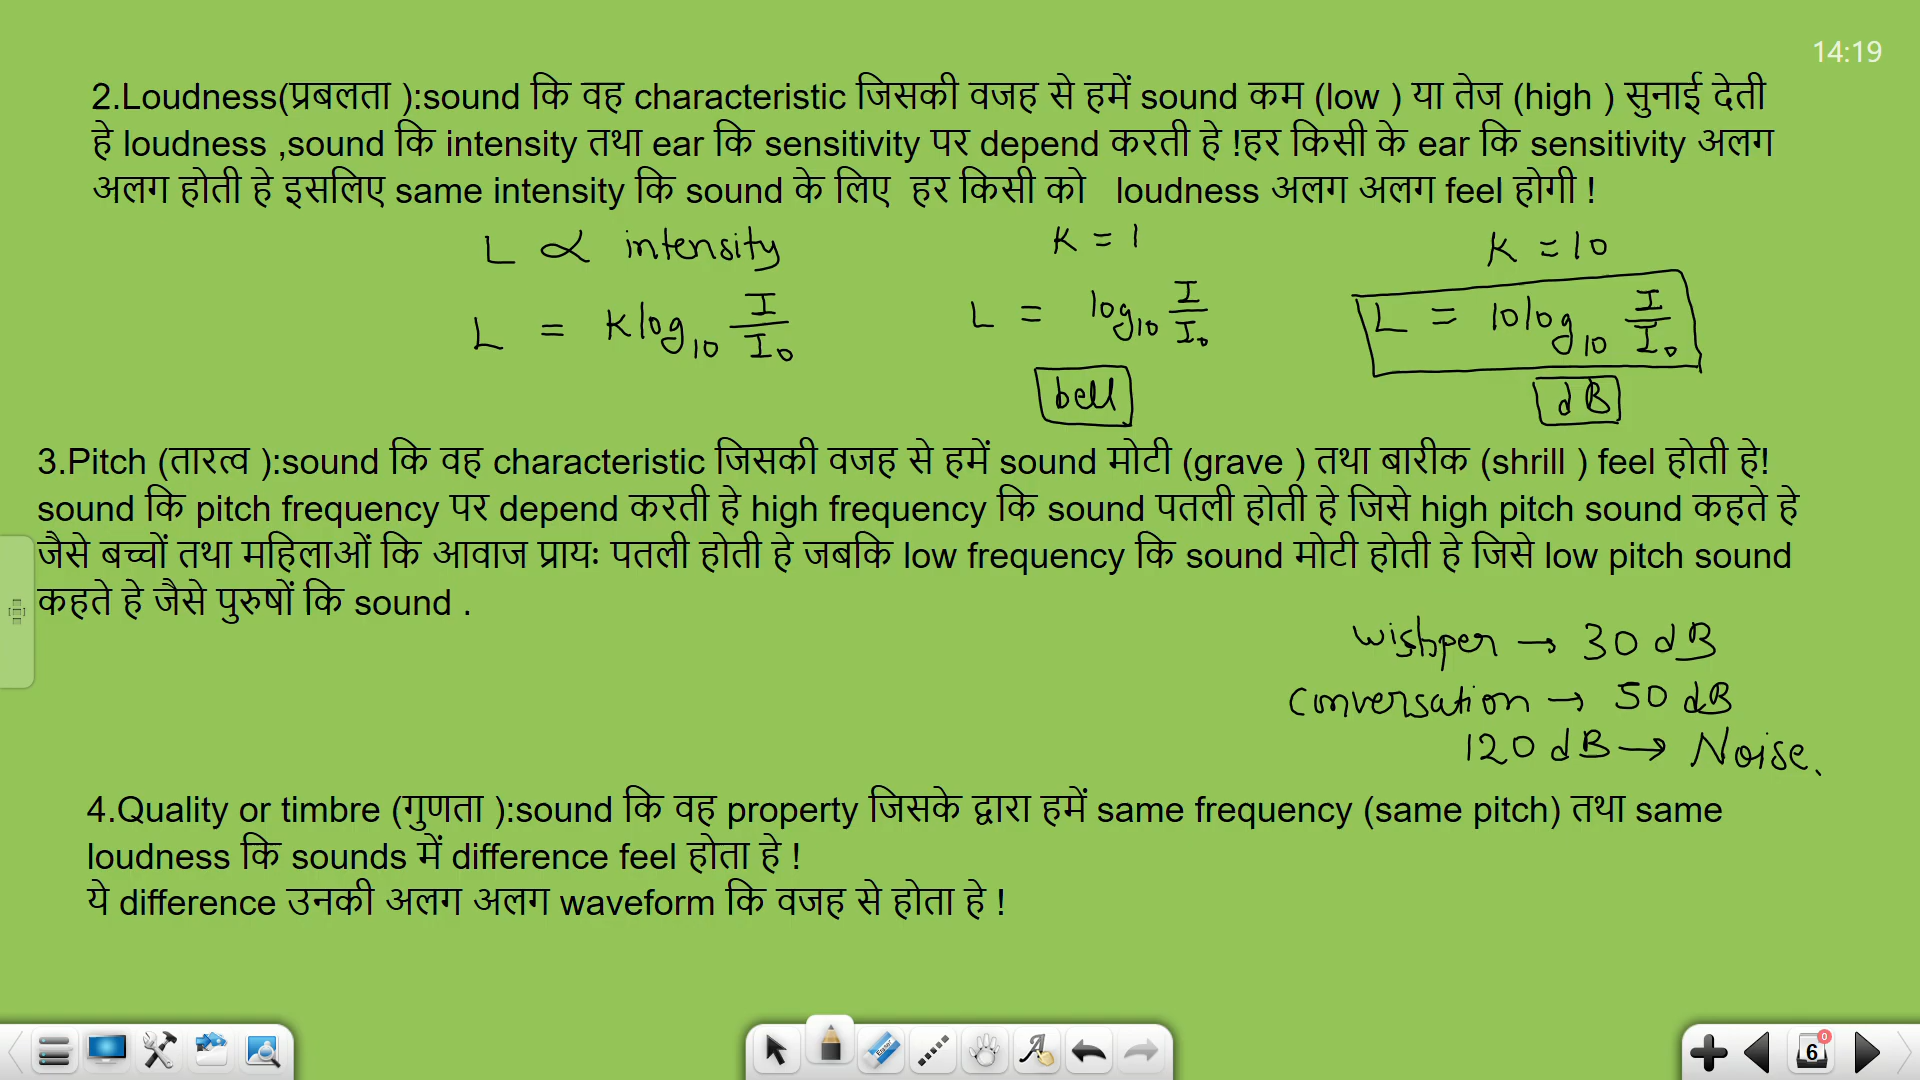 14:19
2.Loudness(प्रबलता ):sound कि वह characteristic जिसकी वजह से हमें sound कम (low ) या तेज (high ) सुनाई देती
हे loudness ,sound कि intensity तथा ear कि sensitivity पर depend करती हे !हर किसी के ear कि sensitivity अलग
अलग होती हे इसलिए same intensity कि sound के लिए हर किसी को loudness अलग अलग feel होगी !
L ∝ intensity
K = 1
K = 10
L = K log₁₀ I/I₀
L = log₁₀ I/I₀
L = 10 log₁₀ I/I₀
bell
dB
3.Pitch (तारत्व ):sound कि वह characteristic जिसकी वजह से हमें sound मोटी (grave ) तथा बारीक (shrill ) feel होती हे!
sound कि pitch frequency पर depend करती हे high frequency कि sound पतली होती हे जिसे high pitch sound कहते हे
जैसे बच्चों तथा महिलाओं कि आवाज प्रायः पतली होती हे जबकि low frequency कि sound मोटी होती हे जिसे low pitch sound
कहते हे जैसे पुरुषों कि sound .
wishper → 30 dB
conversation → 50 dB
120 dB → Noise.
4.Quality or timbre (गुणता ):sound कि वह property जिसके द्वारा हमें same frequency (same pitch) तथा same
loudness कि sounds में difference feel होता हे !
ये difference उनकी अलग अलग waveform कि वजह से होता हे !
Eraser
A
6
0